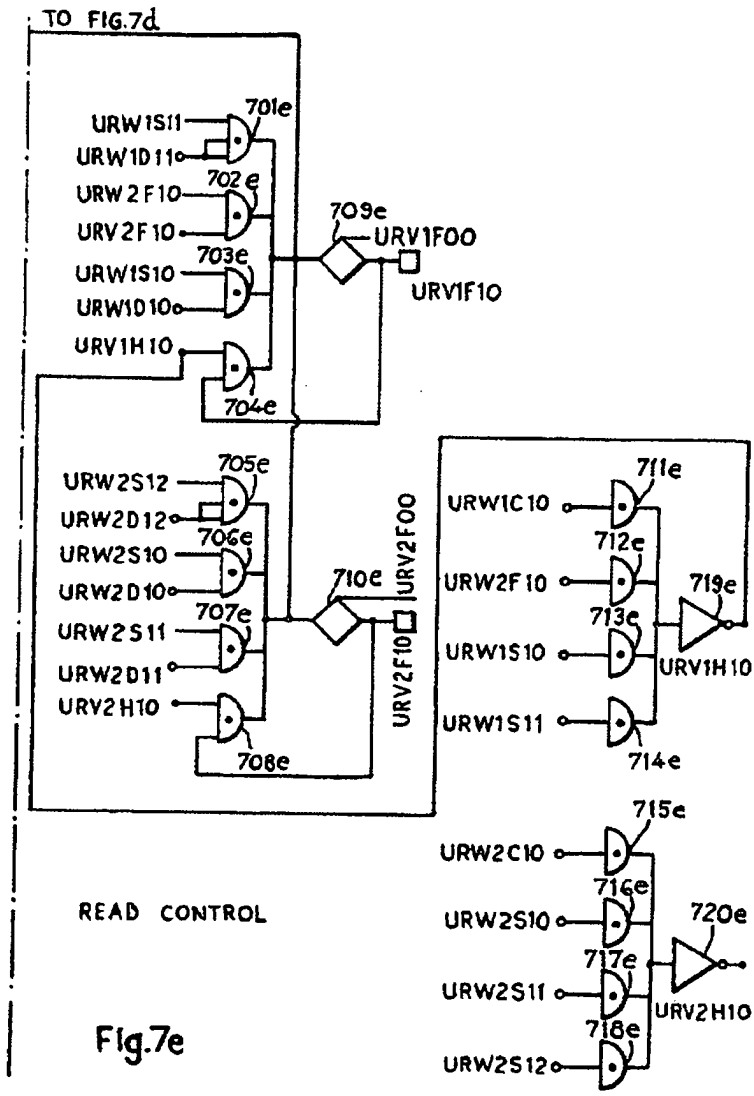 TO FIG.7d
URW1S11
701e
URW1D11
URW2F10
702e
URV2F10
URW1S10
703e
URW1D10
URV1H10
704e
709e
URV1F00
URV1F10
URW2S12
705e
URW2D12
URW2S10
706e
URW2D10
URW2S11
707e
URW2D11
URV2H10
708e
710e
URV2F00
URV2F10
URW1C10
711e
URW2F10
712e
URW1S10
713e
URW1S11
714e
719e
URV1H10
READ CONTROL
Fig.7e
URW2C10
715e
URW2S10
716e
URW2S11
717e
URW2S12
718e
720e
URV2H10